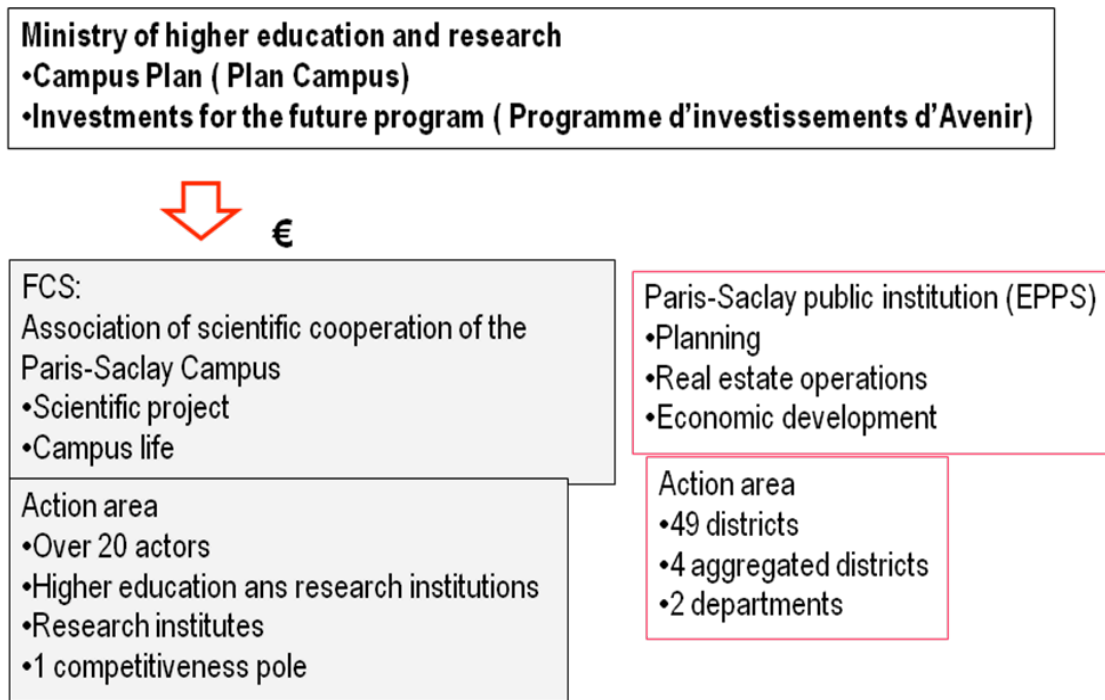 Ministry of higher education and research
•Campus Plan ( Plan Campus)
•Investments for the future program ( Programme d'investissements d'Avenir)
€
FCS:
Association of scientific cooperation of the
Paris-Saclay Campus
•Scientific project
•Campus life
Action area
•Over 20 actors
•Higher education ans research institutions
•Research institutes
•1 competitiveness pole
Paris-Saclay public institution (EPPS)
•Planning
•Real estate operations
•Economic development
Action area
•49 districts
•4 aggregated districts
•2 departments